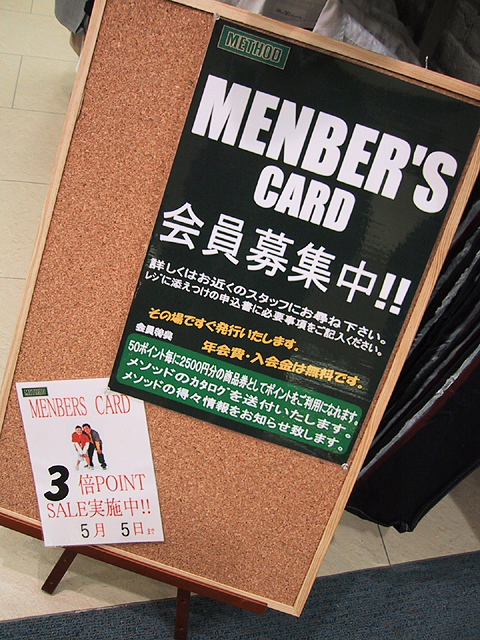 METHOD
MENBER'S
CARD
会員募集中!!
詳しくはお近くのスタッフにお尋ね下さい。
レジに添えつけの申込書に必要事項をご記入ください。
その場ですぐ発行いたします。
年会費・入会金は無料です。
会員特典
50ポイント毎に2500円分の商品券としてポイントをご利用になれます。
メソッドのカタログを送付いたします。
メソッドの得々情報をお知らせ致します。
METHOD
MENBERS CARD
3倍POINT
SALE実施中!!
5月 5日まで